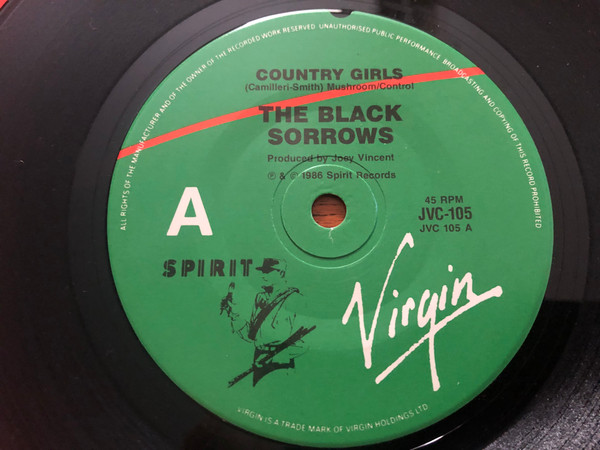 ALL RIGHTS OF THE MANUFACTURER AND OF THE OWNER OF THE RECORDED WORK RESERVED UNAUTHORISED PUBLIC PERFORMANCE BROADCASTING AND COPYING OF THIS RECORD PROHIBITED
COUNTRY GIRLS
(Camilleri-Smith) Mushroom/Control
THE BLACK
SORROWS
Produced by Joey Vincent
℗ & © 1986 Spirit Records
A
45 RPM
JVC-105
JVC 105 A
SPIRIT
Virgin
VIRGIN IS A TRADE MARK OF VIRGIN HOLDINGS LTD